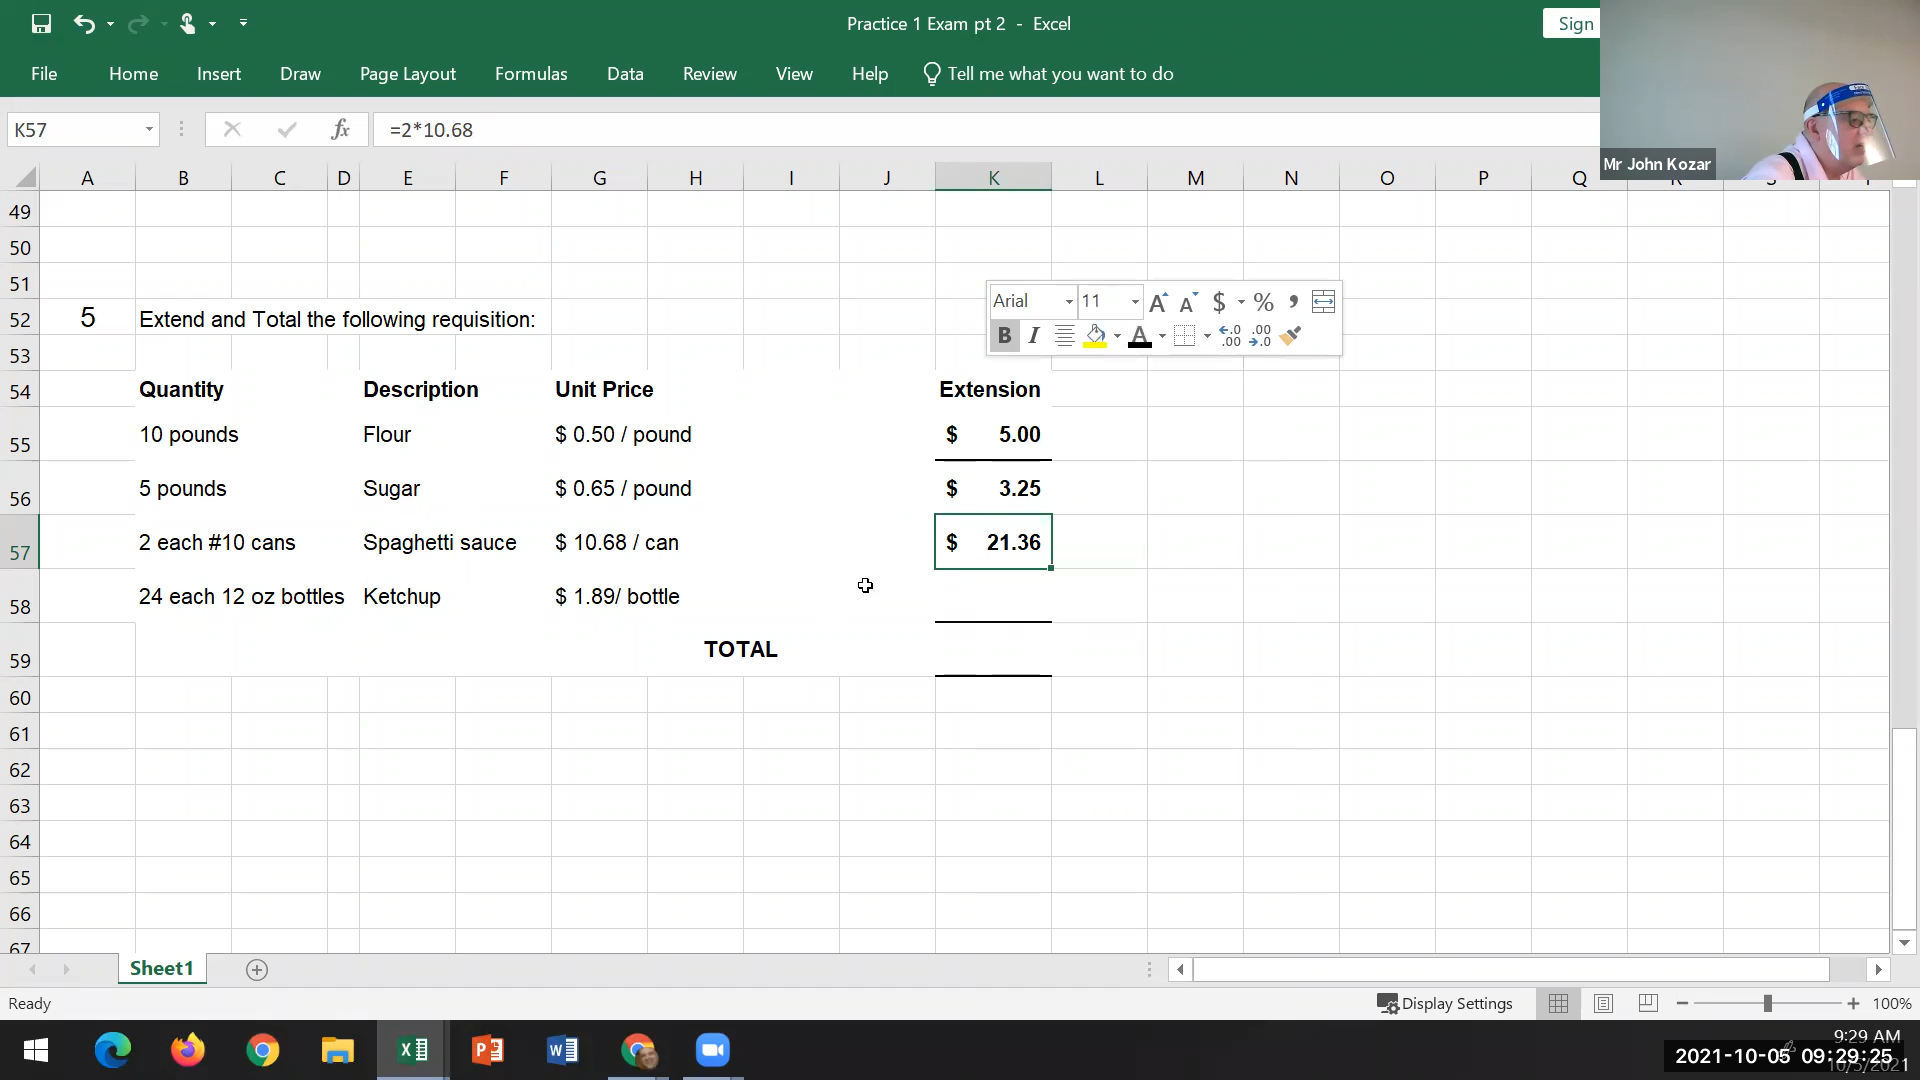 Practice 1 Exam pt 2 - Excel
Sign
File Home Insert Draw Page Layout Formulas Data Review View Help Tell me what you want to do
Mr John Kozar
K57 fx =2*10.68
A B C D E F G H I J K L M N O P Q
49
50
51
Arial 11 A A $ % ,
52 5 Extend and Total the following requisition:
B I A .0 .00 .00 .0
53
54 Quantity Description Unit Price Extension
55 10 pounds Flour $ 0.50 / pound $ 5.00
56 5 pounds Sugar $ 0.65 / pound $ 3.25
57 2 each #10 cans Spaghetti sauce $ 10.68 / can $ 21.36
58 24 each 12 oz bottles Ketchup $ 1.89/ bottle
59 TOTAL
60
61
62
63
64
65
66
67
Sheet1
Ready Display Settings 100%
9:29 AM
2021-10-05 09:29:25